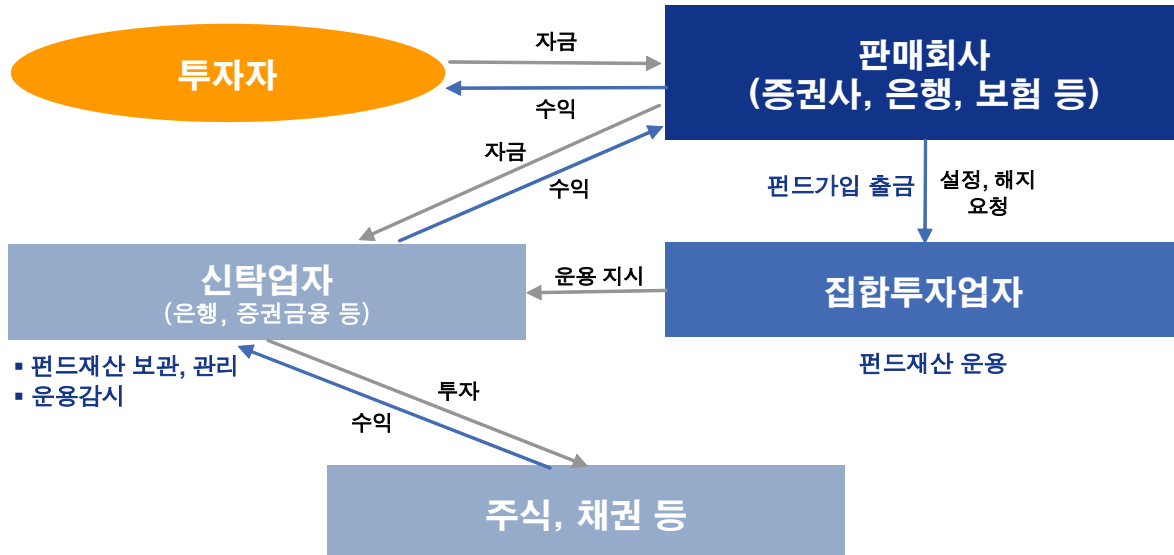 투자자
자금
수익
판매회사
(증권사, 은행, 보험 등)
자금
수익
펀드가입 출금
설정, 해지
요청
신탁업자
(은행, 증권금융 등)
운용 지시
집합투자업자
▪ 펀드재산 보관, 관리
▪ 운용감시
펀드재산 운용
투자
수익
주식, 채권 등